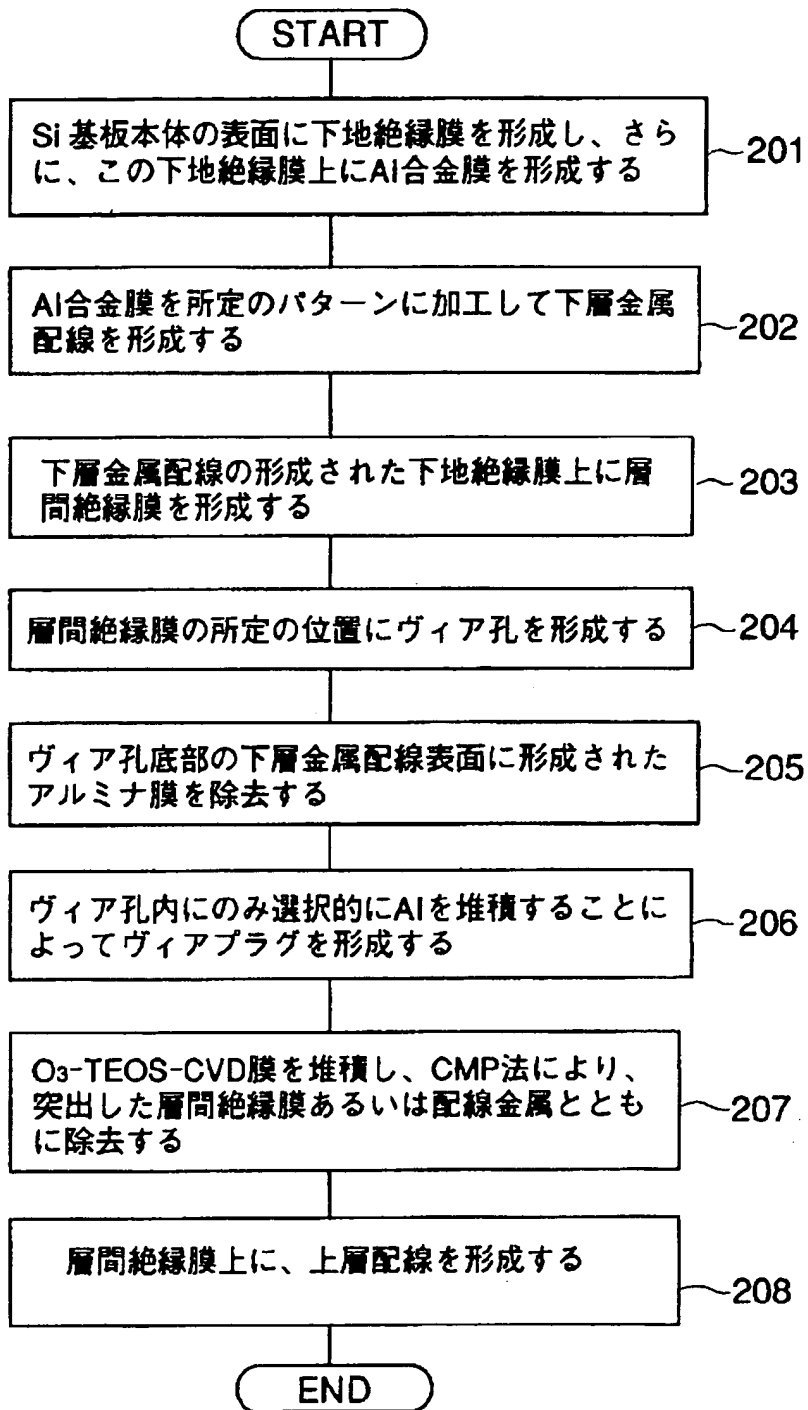 START
Si基板本体の表面に下地絶縁膜を形成し、さら
に、この下地絶縁膜上にAl合金膜を形成する
201
Al合金膜を所定のパターンに加工して下層金属
配線を形成する
202
下層金属配線の形成された下地絶縁膜上に層
間絶縁膜を形成する
203
層間絶縁膜の所定の位置にヴィア孔を形成する
204
ヴィア孔底部の下層金属配線表面に形成された
アルミナ膜を除去する
205
ヴィア孔内にのみ選択的にAlを堆積することに
よってヴィアプラグを形成する
206
O₃-TEOS-CVD膜を堆積し、CMP法により、
突出した層間絶縁膜あるいは配線金属ととも
に除去する
207
層間絶縁膜上に、上層配線を形成する
208
END